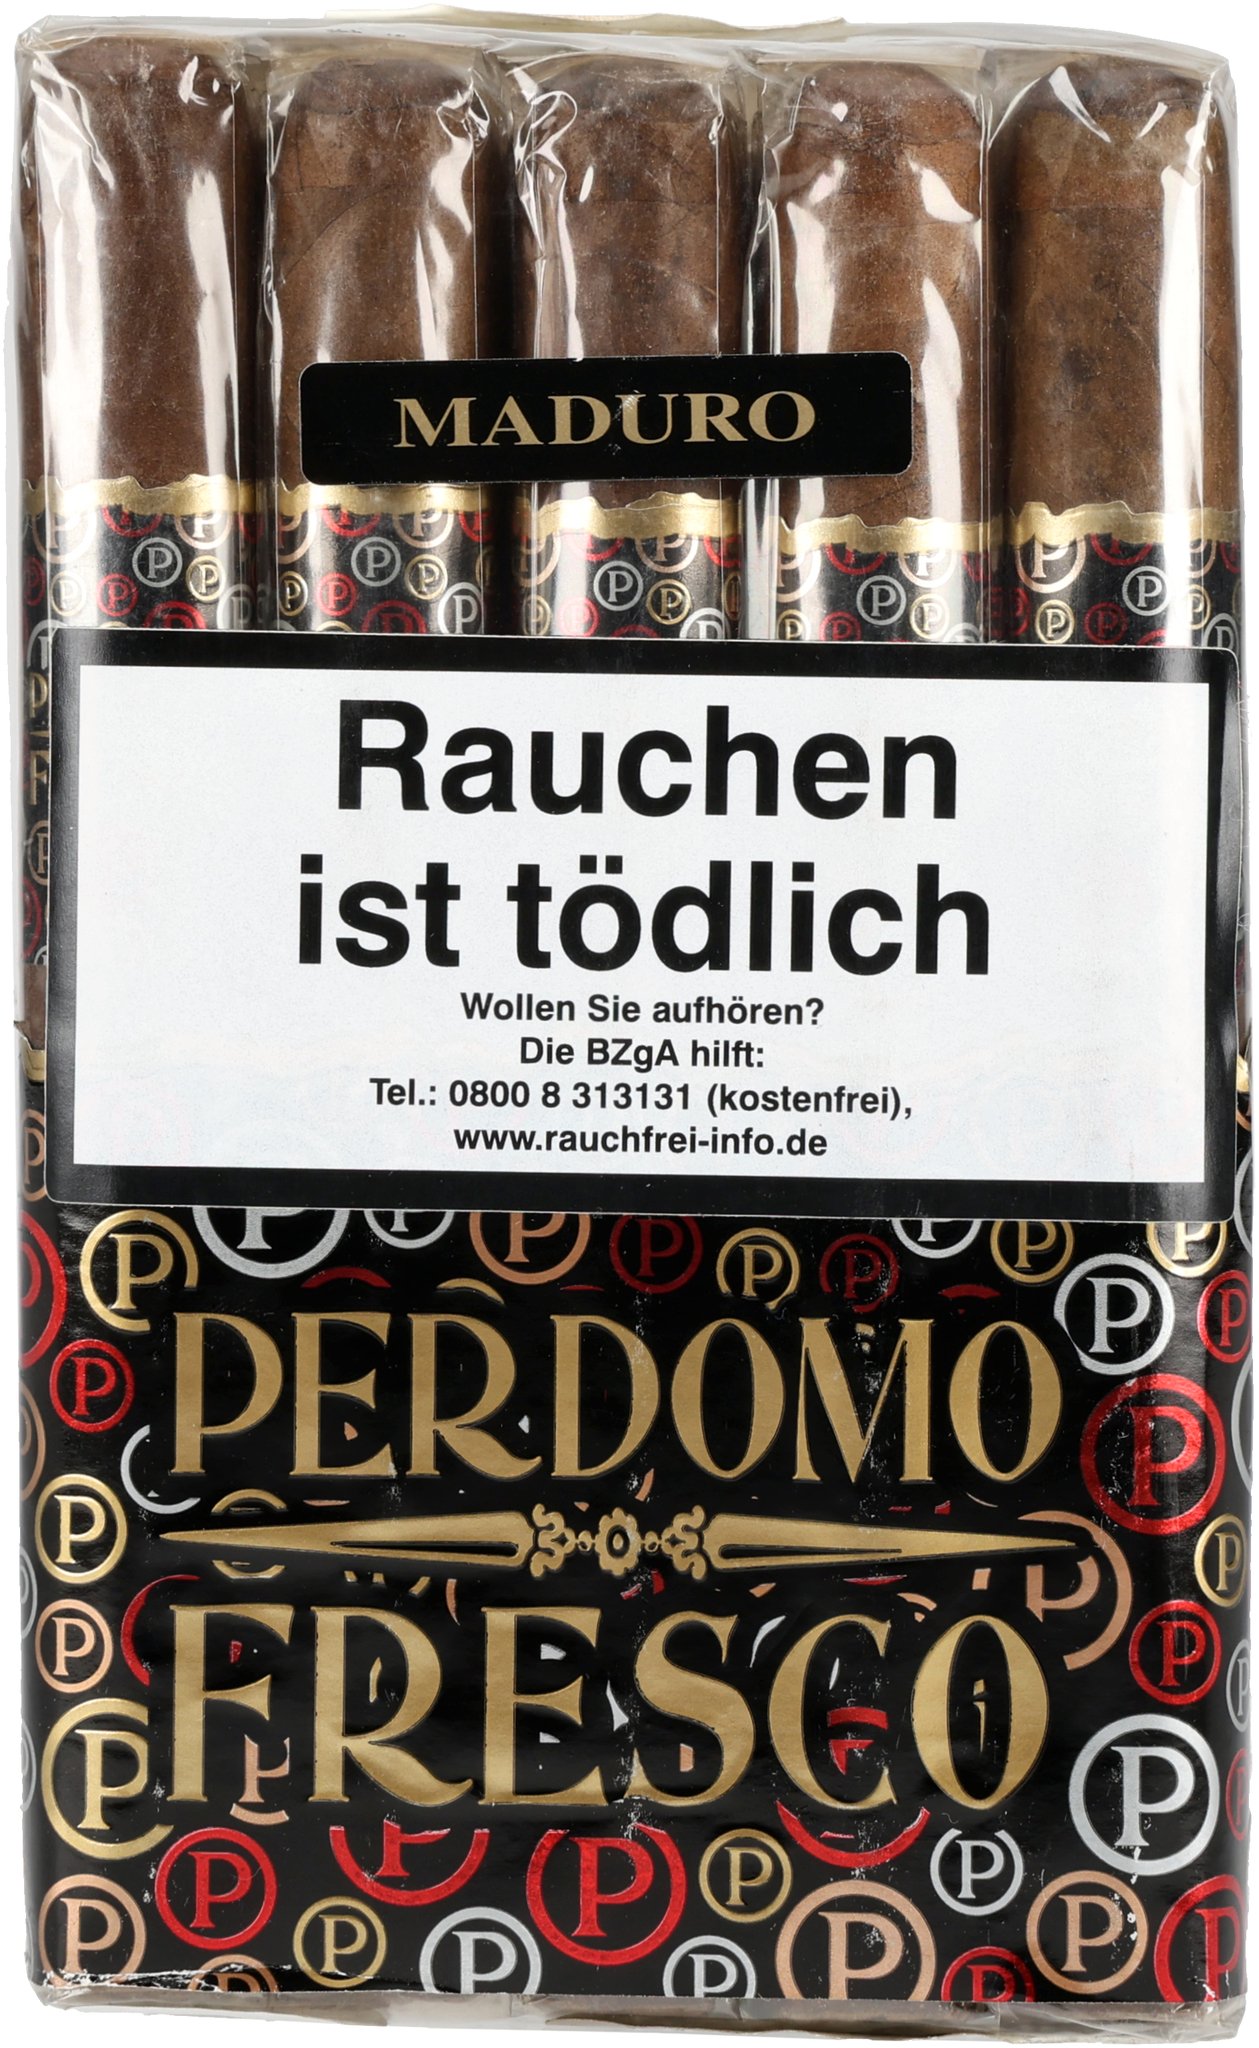 MADURO
Rauchen
ist tödlich
Wollen Sie aufhören?
Die BZgA hilft:
Tel.: 0800 8 313131 (kostenfrei),
www.rauchfrei-info.de
PERDOMO
FRESCO